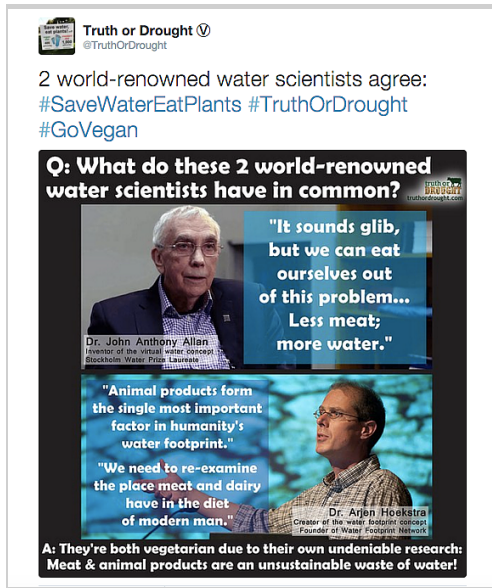 Truth or Drought Ⓥ
@TruthOrDrought
2 world-renowned water scientists agree:
#SaveWaterEatPlants #TruthOrDrought
#GoVegan
Q: What do these 2 world-renowned
water scientists have in common?
truth or
DROUGHT
truthordrought.com
"It sounds glib,
but we can eat
ourselves out
of this problem...
Less meat;
more water."
Dr. John Anthony Allan
Inventor of the virtual water concept
Stockholm Water Prize Laureate
"Animal products form
the single most important
factor in humanity's
water footprint."
"We need to re-examine
the place meat and dairy
have in the diet
of modern man."
Dr. Arjen Hoekstra
Creator of the water footprint concept
Founder of Water Footprint Network
A: They're both vegetarian due to their own undeniable research:
Meat & animal products are an unsustainable waste of water!